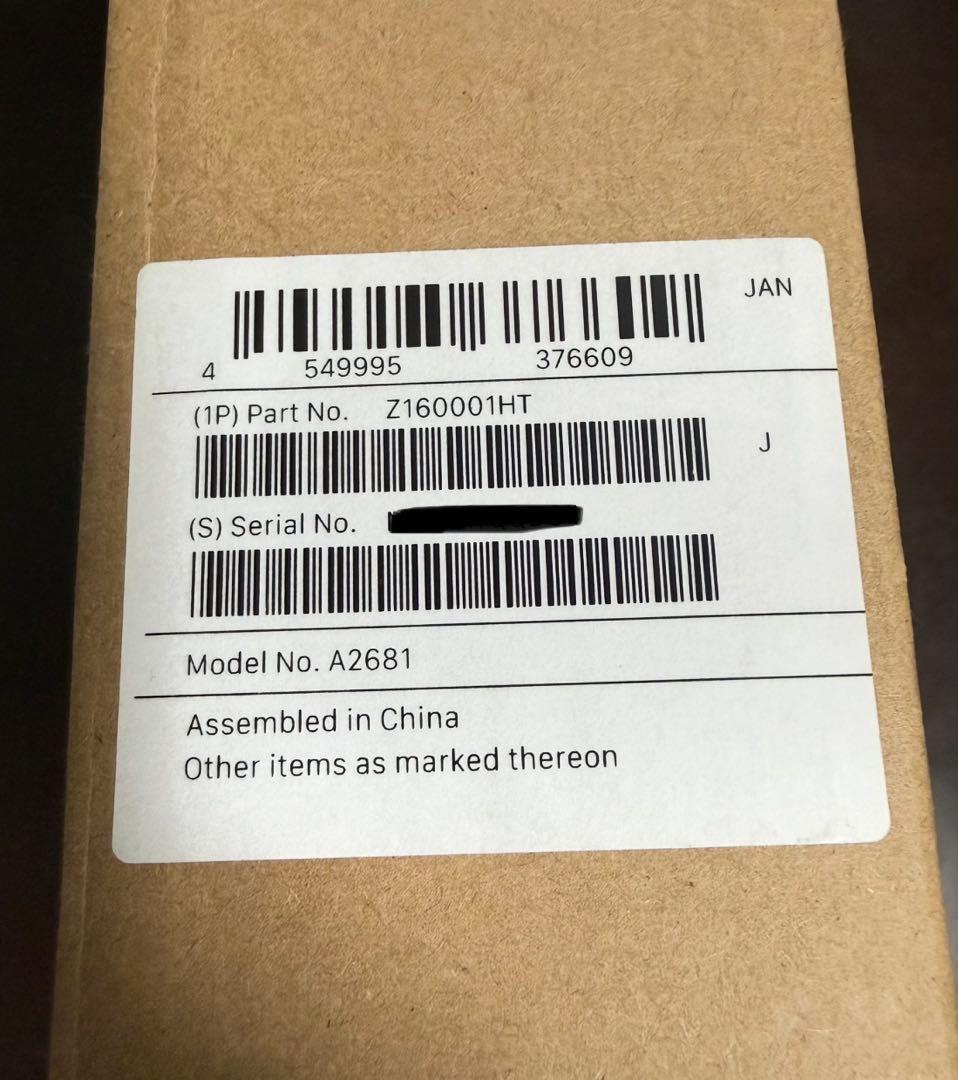 JAN
4 549995 376609
(1P) Part No. Z160001HT
J
(S) Serial No.
Model No. A2681
Assembled in China
Other items as marked thereon